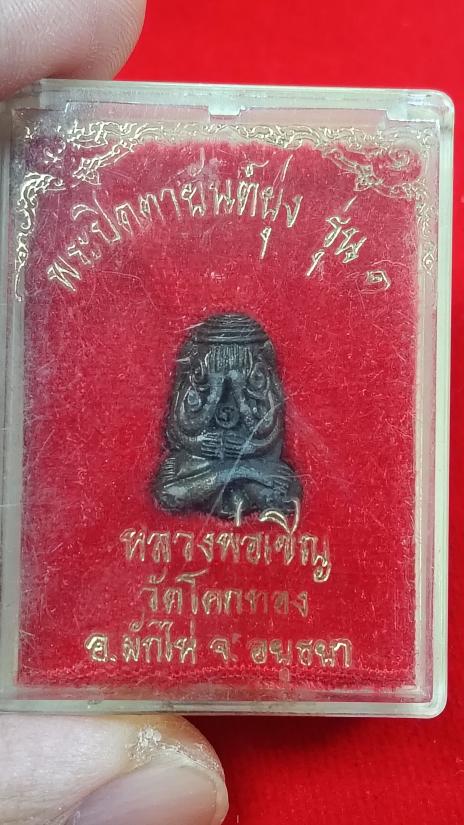 พระปิดตายันต์ยุ่ง รุ่น ๑
หลวงพ่อเชิญ
วัดโคกทอง
อ.ผักไห่ จ.อยุธยา